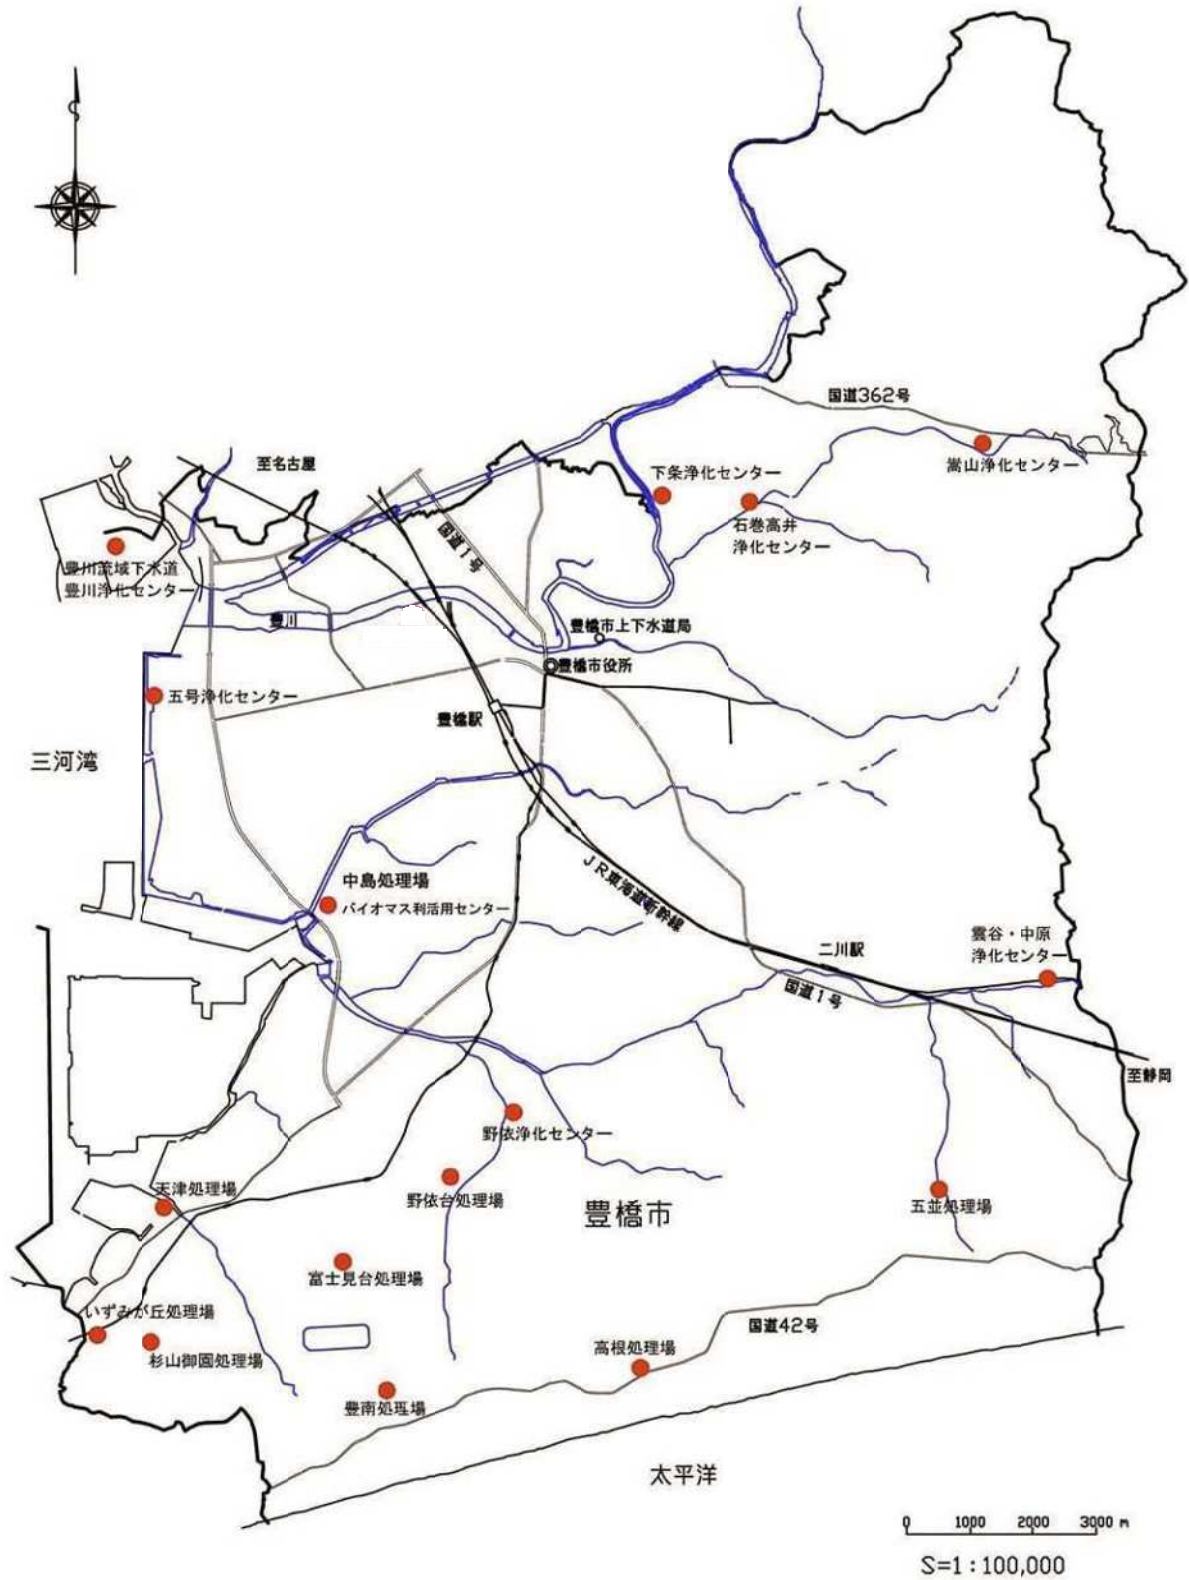 国道362号
嵩山浄化センター
至名古屋
下条浄化センター
石巻高井
浄化センター
国道1号
豊川流域下水道
豊川浄化センター
豊川
豊橋市上下水道局
豊橋市役所
五号浄化センター
豊橋駅
三河湾
JR東海道新幹線
中島処理場
バイオマス利活用センター
二川駅
雲谷・中原
浄化センター
国道1号
至静岡
野依浄化センター
天津処理場
野依台処理場
豊橋市
五並処理場
富士見台処理場
いずみが丘処理場
国道42号
高根処理場
杉山御園処理場
豊南処理場
太平洋
0 1000 2000 3000 m
S=1:100,000